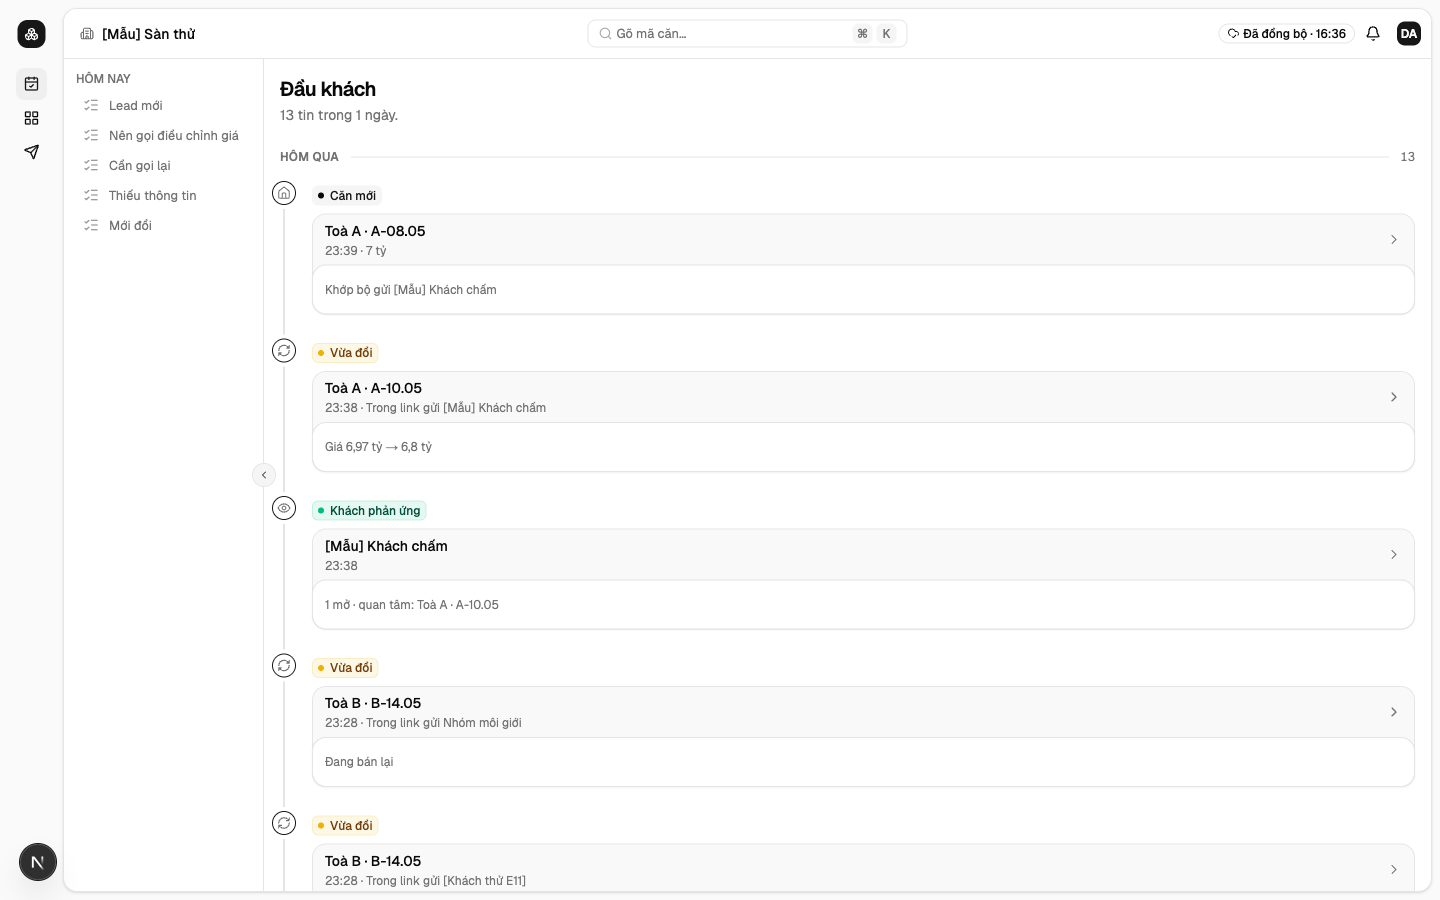 [Mẫu] Sàn thử
Gõ mã căn...
⌘ K
Đã đồng bộ · 16:36
DA
HÔM NAY
Lead mới
Nên gọi điều chỉnh giá
Cần gọi lại
Thiếu thông tin
Mới đổi
Đầu khách
13 tin trong 1 ngày.
HÔM QUA
13
Căn mới
Toà A · A-08.05
23:39 · 7 tỷ
Khớp bộ gửi [Mẫu] Khách chấm
Vừa đổi
Toà A · A-10.05
23:38 · Trong link gửi [Mẫu] Khách chấm
Giá 6,97 tỷ → 6,8 tỷ
Khách phản ứng
[Mẫu] Khách chấm
23:38
1 mở · quan tâm: Toà A · A-10.05
Vừa đổi
Toà B · B-14.05
23:28 · Trong link gửi Nhóm môi giới
Đang bán lại
Vừa đổi
Toà B · B-14.05
23:28 · Trong link gửi [Khách thử E11]
N